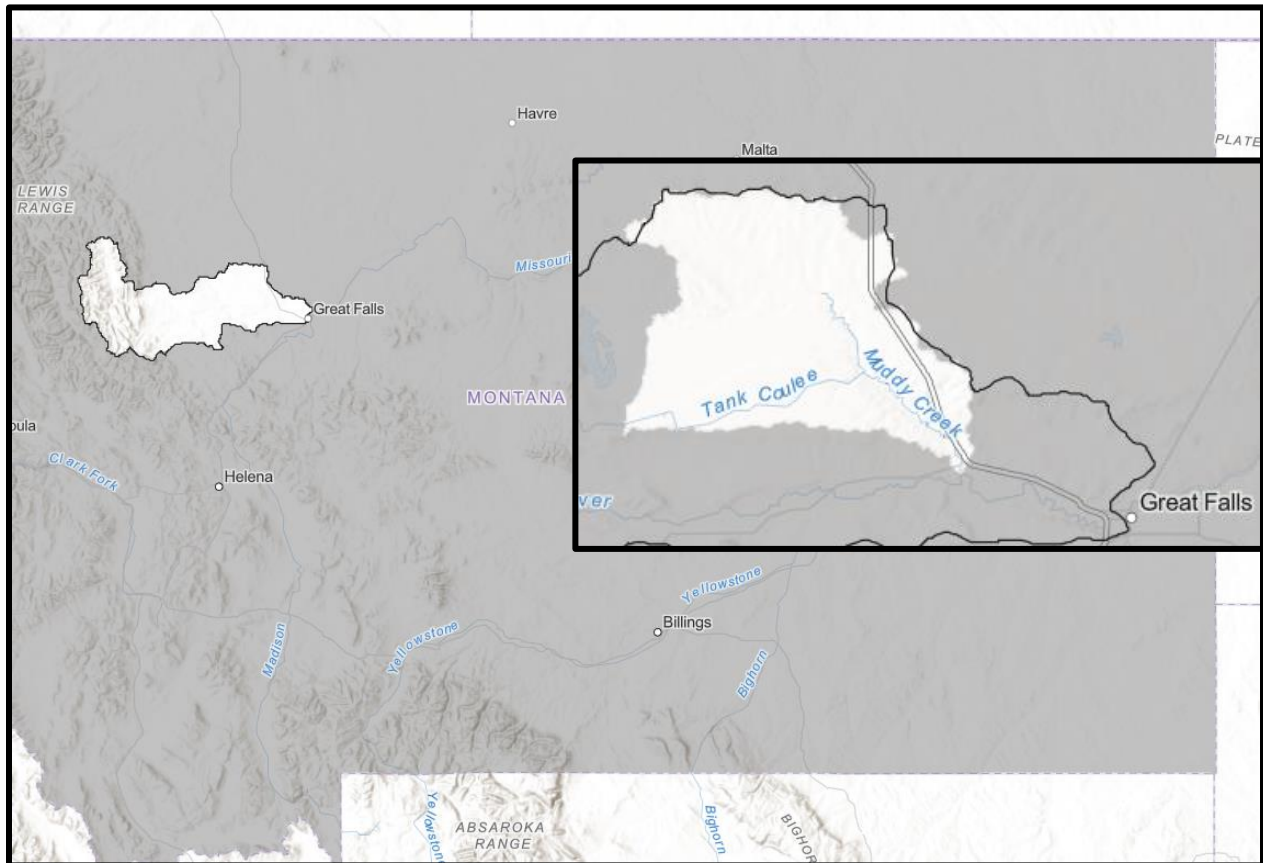 Havre
Malta
PLATE
LEWIS
RANGE
Missouri
Great Falls
MONTANA
Tank Coulee
Muddy Creek
ver
Great Falls
oula
Clark Fork
Helena
Yellowstone
Billings
Yellowstone
Madison
Bighorn
Yellowstone
ABSAROKA
RANGE
Bighorn
BIGHOR